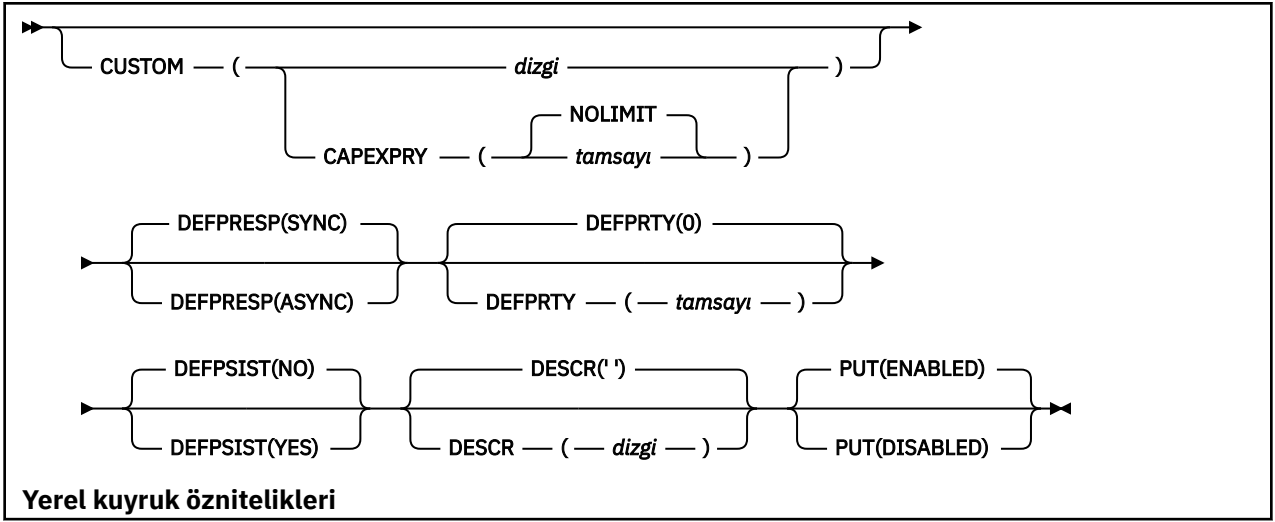 CUSTOM ( dizgi )
NOLIMIT
CAPEXPRY ( tamsayı )
DEFPRESP(SYNC) DEFPRTY(0)
DEFPRESP(ASYNC) DEFPRTY ( tamsayı )
DEFPSIST(NO) DESCR(' ') PUT(ENABLED)
DEFPSIST(YES) DESCR ( dizgi ) PUT(DISABLED)
Yerel kuyruk öznitelikleri